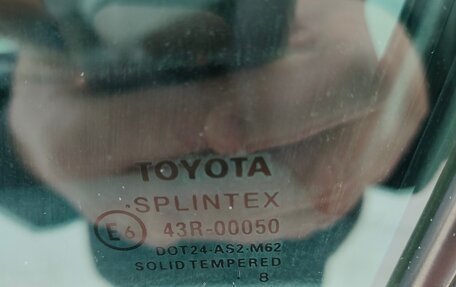 TOYOTA
SPLINTEX
E6 43R-00050
DOT24-AS2-M62
SOLID TEMPERED
8